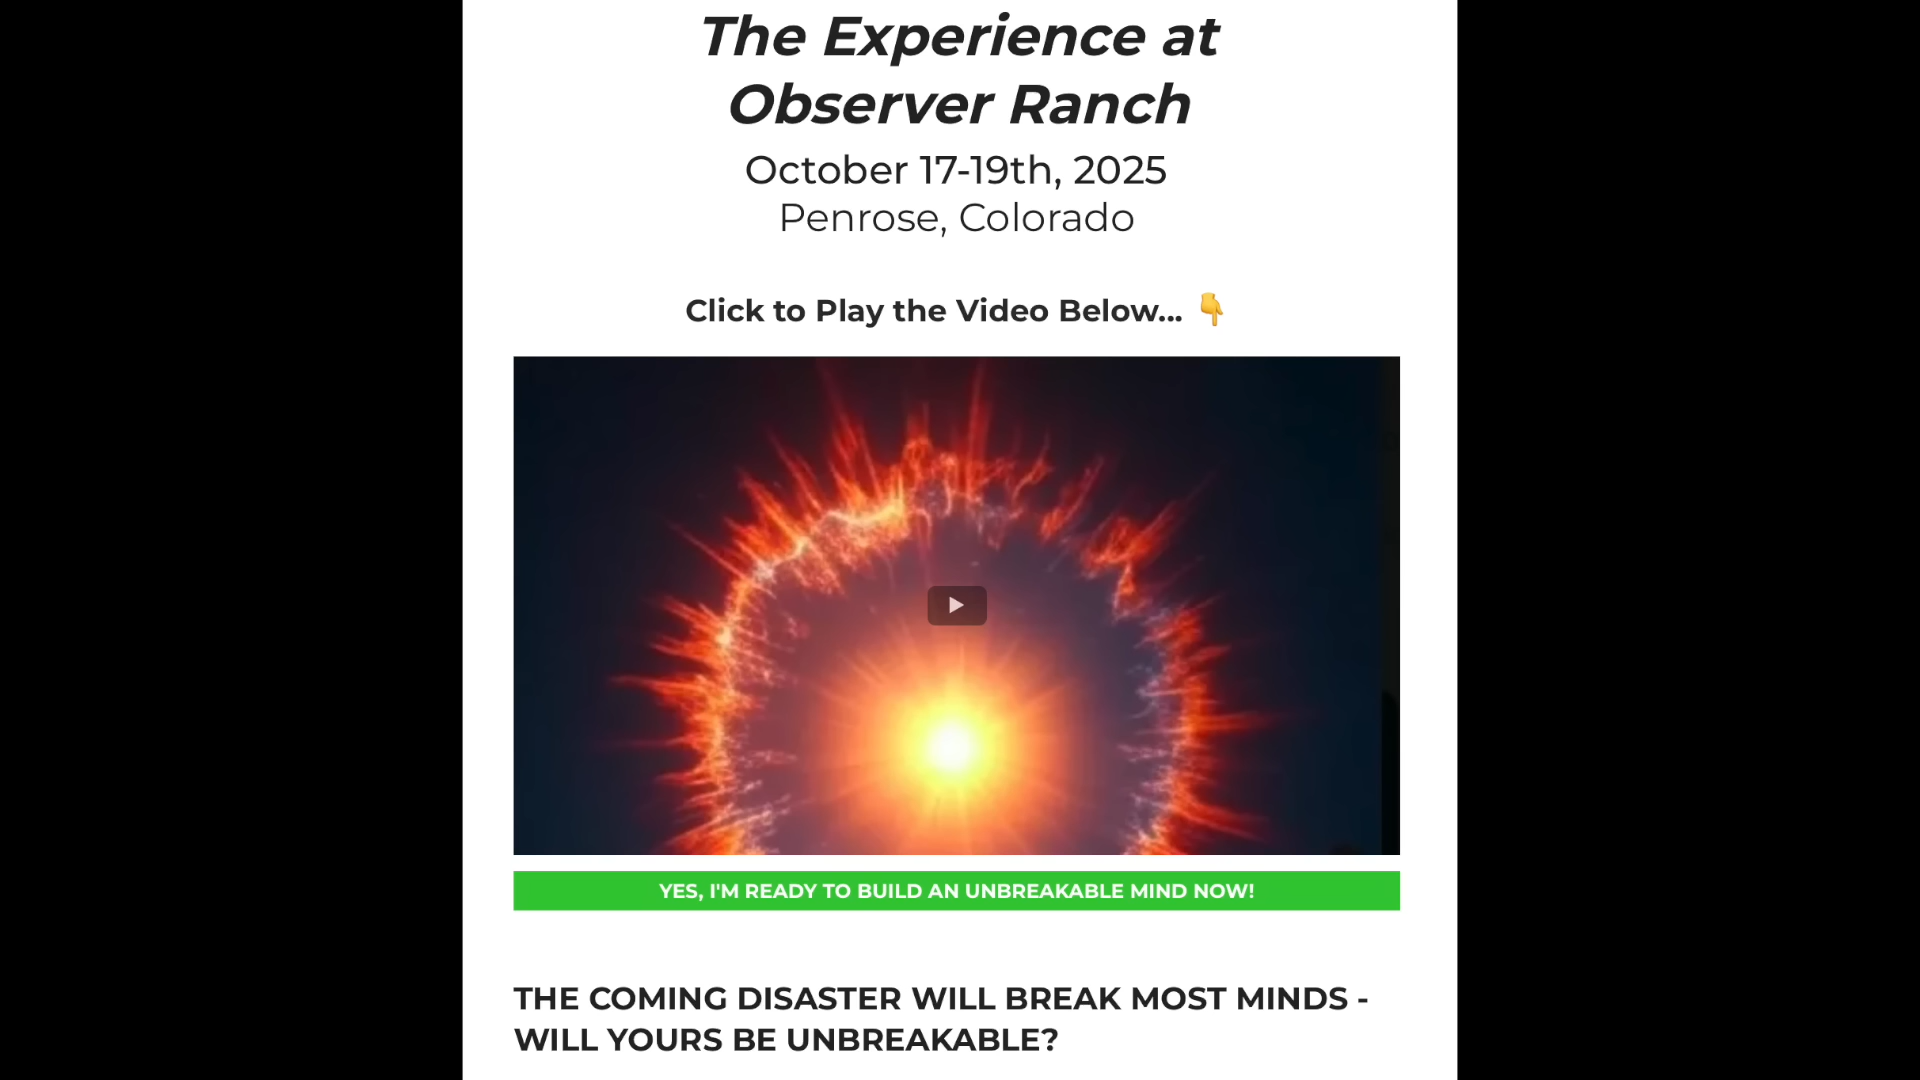 The Experience at
Observer Ranch
October 17-19th, 2025
Penrose, Colorado
Click to Play the Video Below... 👇
YES, I'M READY TO BUILD AN UNBREAKABLE MIND NOW!
THE COMING DISASTER WILL BREAK MOST MINDS -
WILL YOURS BE UNBREAKABLE?